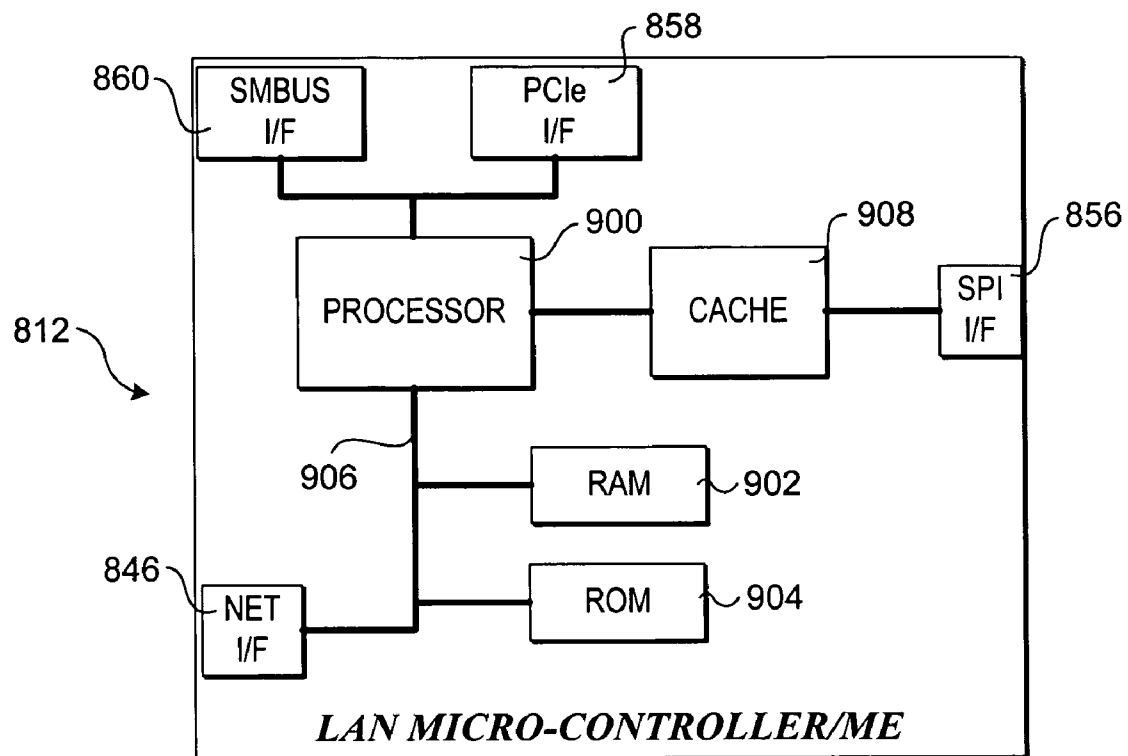 858
860
SMBUS
I/F
PCIe
I/F
900
908
856
PROCESSOR
CACHE
SPI
I/F
812
906
RAM
902
846
NET
I/F
ROM
904
LAN MICRO-CONTROLLER/ME